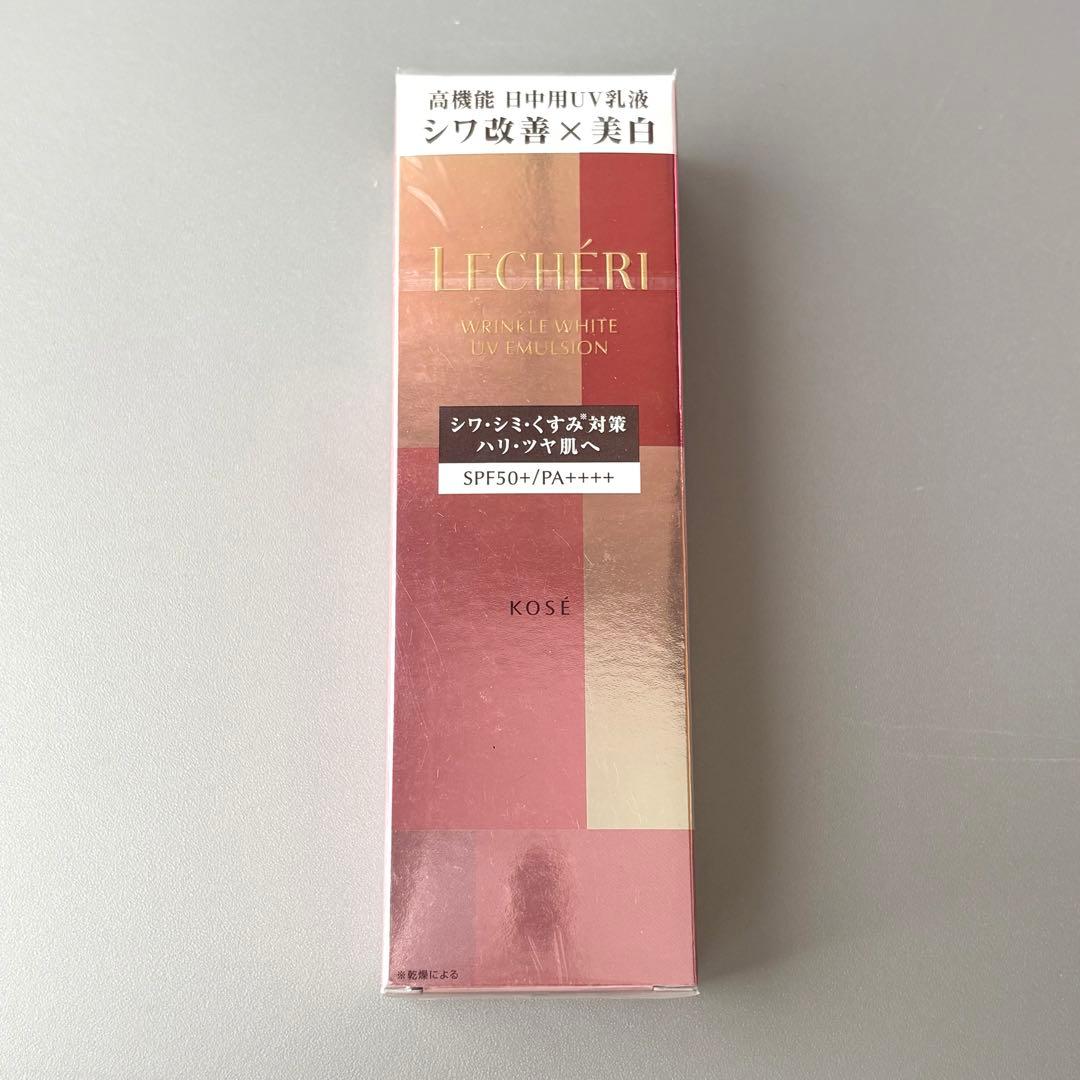 高機能 日中用UV乳液
シワ改善×美白
LECHÉRI
WRINKLE WHITE
UV EMULSION
シワ・シミ・くすみ※対策
ハリ・ツヤ肌へ
SPF50+/PA++++
KOSÉ
※乾燥による